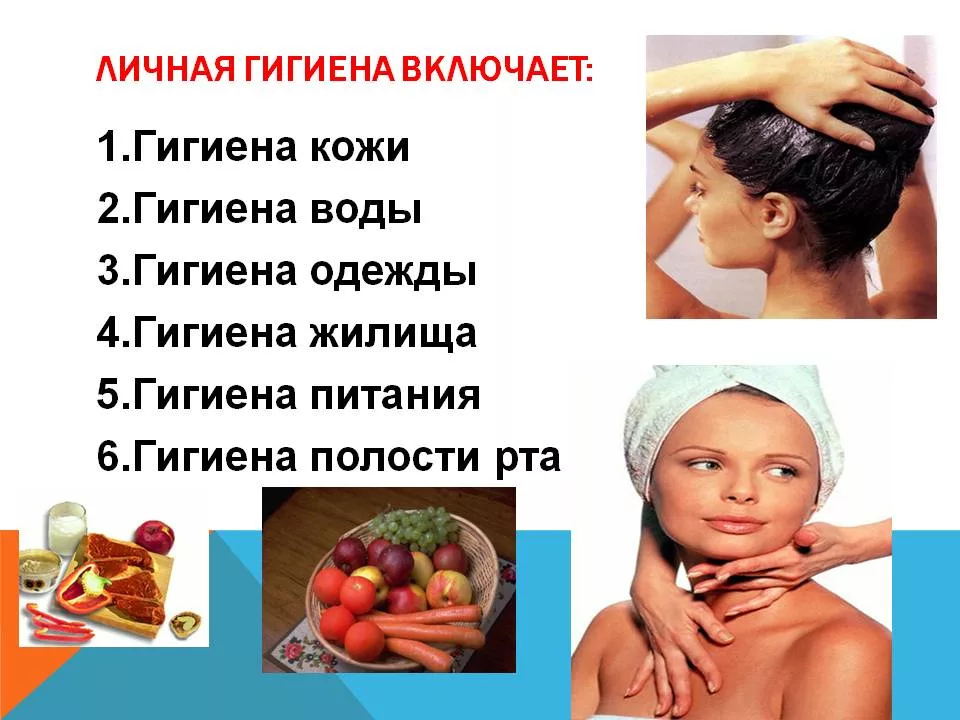 ЛИЧНАЯ ГИГИЕНА ВКЛЮЧАЕТ:
1.Гигиена кожи
2.Гигиена воды
3.Гигиена одежды
4.Гигиена жилища
5.Гигиена питания
6.Гигиена полости рта